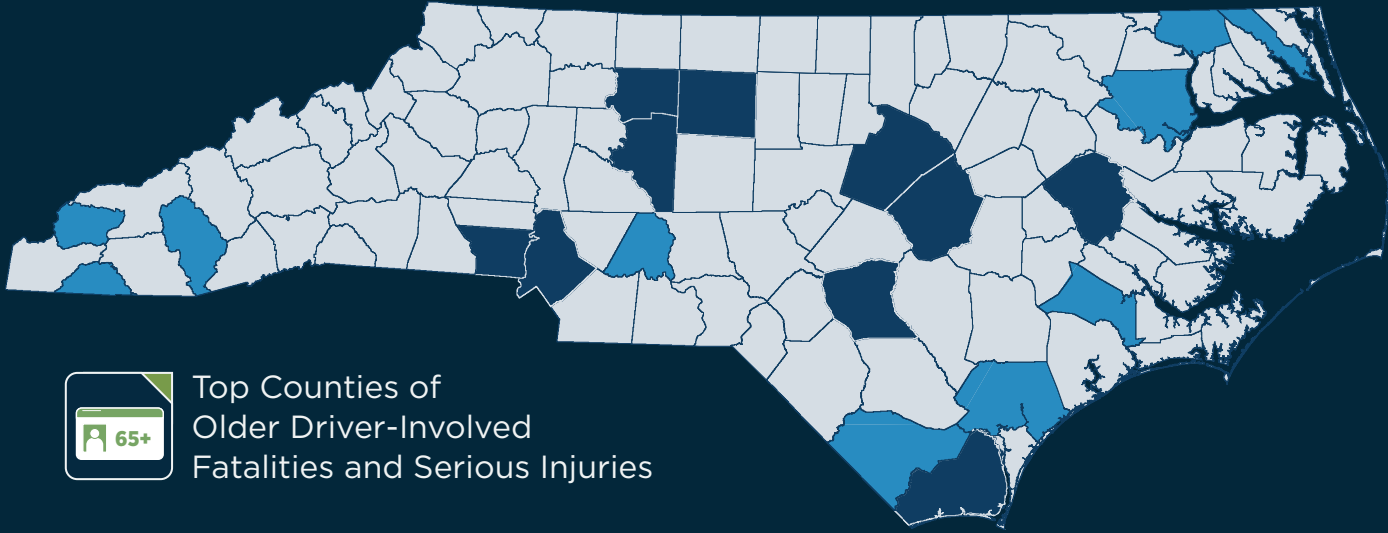 Top Counties of
65+
Older Driver-Involved
Fatalities and Serious Injuries